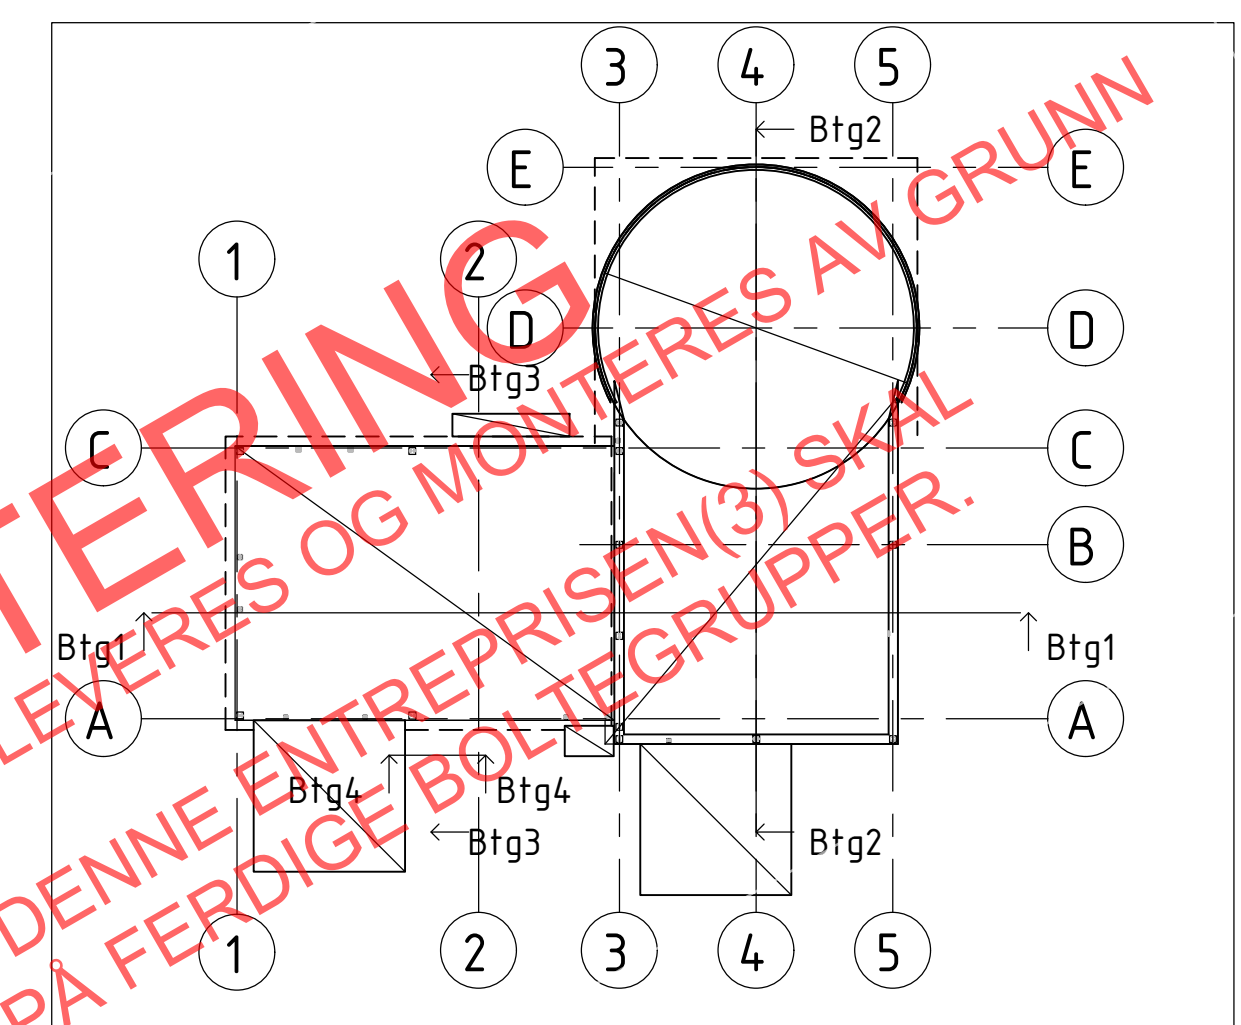 3 4 5
Btg2
E E
1 2
D D
Btg3
C C
B
Btg1 Btg1
A A
Btg4 Btg4
Btg3 Btg2
1 2 3 4 5
TERING
LEVERES OG MONTERES AV GRUNN
DENNE ENTREPRISEN(3) SKAL
PÅ FERDIGE BOLTEGRUPPER.